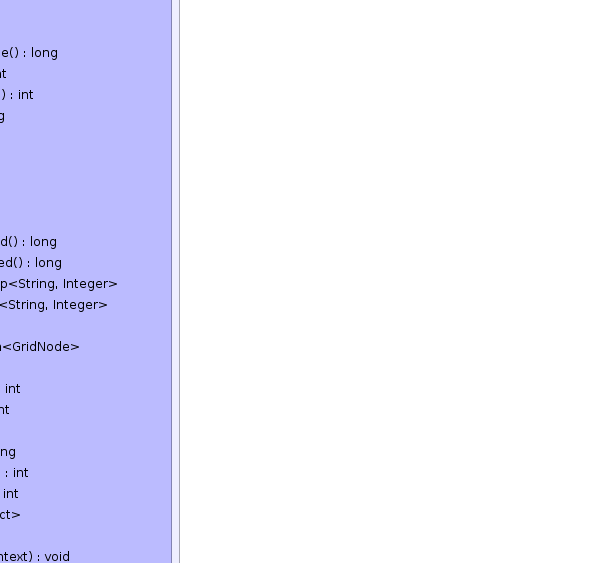 e() : long
nt
) : int
g
d() : long
ed() : long
p<String, Integer>
<String, Integer>
n<GridNode>
int
nt
ng
: int
int
ct>
ntext) : void